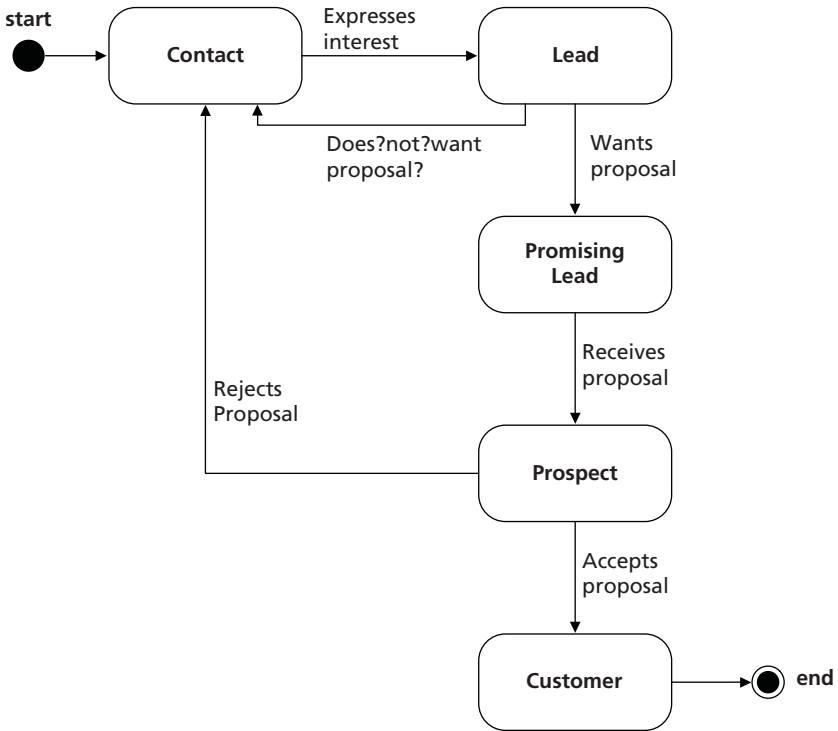 start
Contact
Expresses
interest
Lead
Does?not?want
proposal?
Wants
proposal
Promising
Lead
Receives
proposal
Rejects
Proposal
Prospect
Accepts
proposal
Customer
end